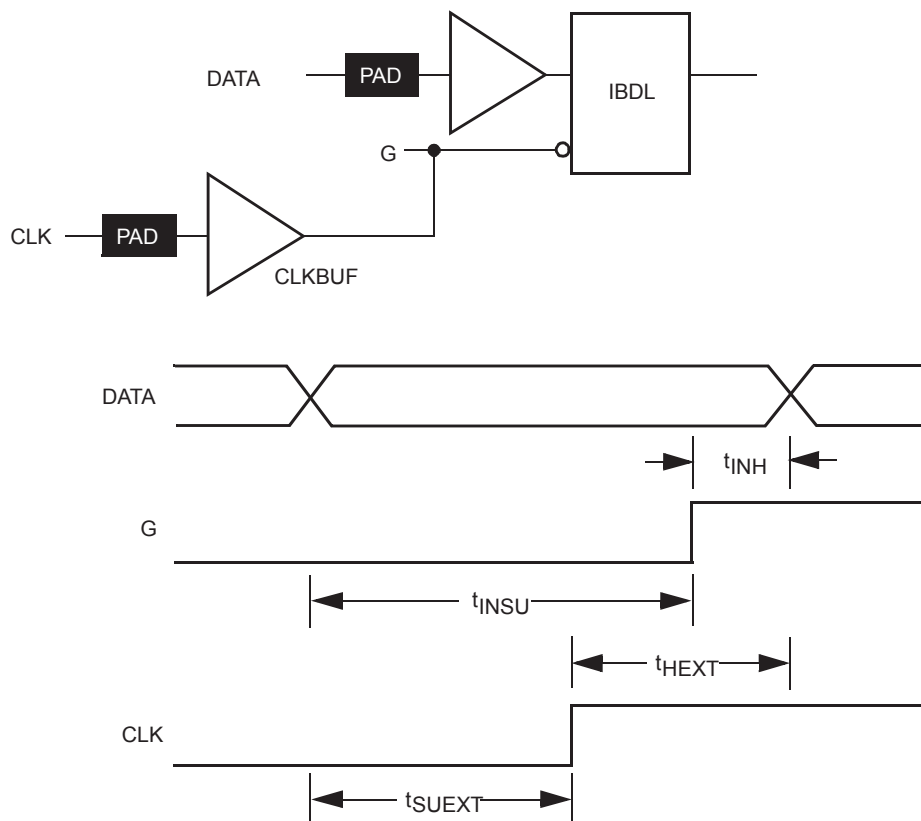 DATA
PAD
IBDL
G
CLK
PAD
CLKBUF
DATA
tINH
G
tINSU
tHEXT
CLK
tSUEXT